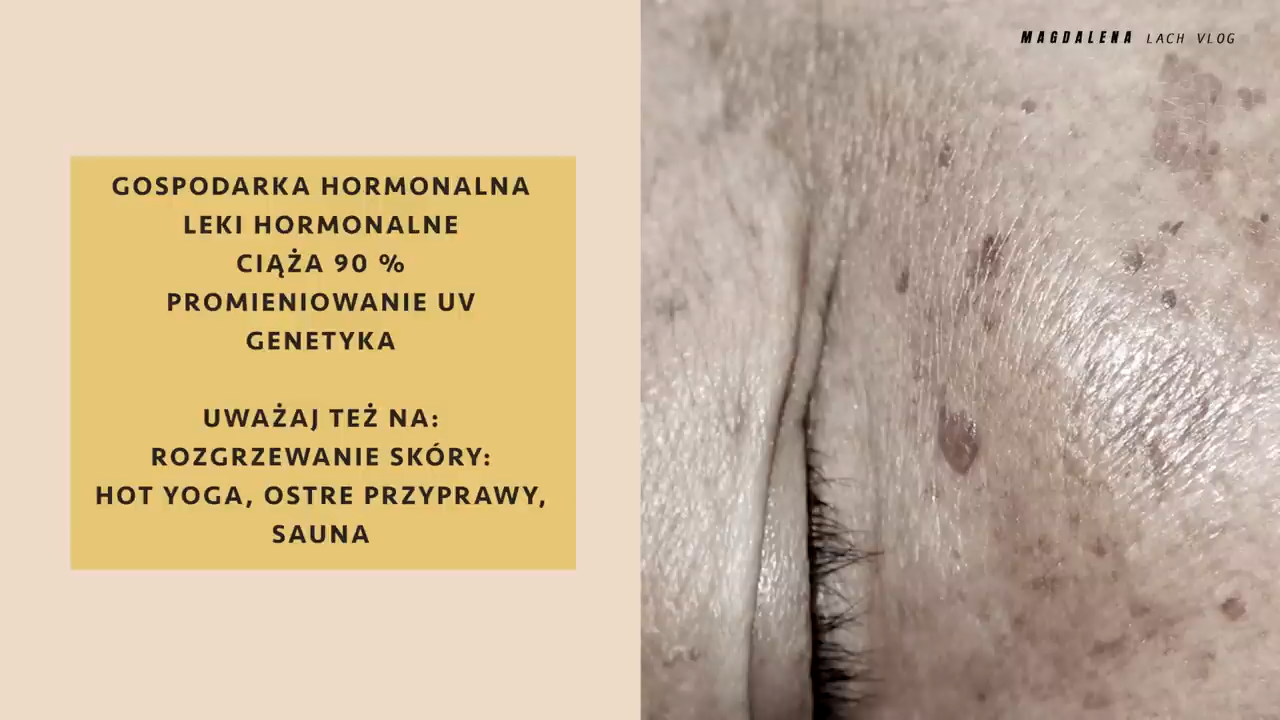 MAGDALENA LACH VLOG
GOSPODARKA HORMONALNA
LEKI HORMONALNE
CIĄŻA 90 %
PROMIENIOWANIE UV
GENETYKA
UWAŻAJ TEŻ NA:
ROZGRZEWANIE SKÓRY:
HOT YOGA, OSTRE PRZYPRAWY,
SAUNA